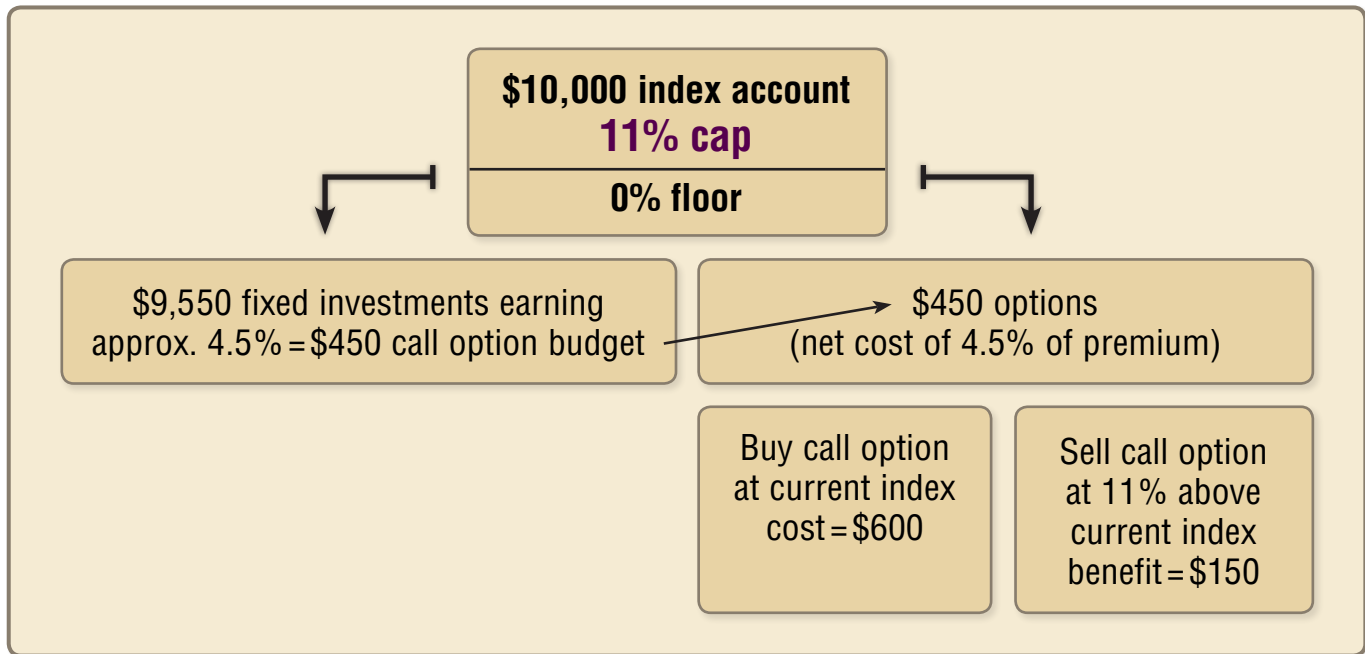 $10,000 index account
11% cap
0% floor
$9,550 fixed investments earning
approx. 4.5% = $450 call option budget
$450 options
(net cost of 4.5% of premium)
Buy call option
at current index
cost = $600
Sell call option
at 11% above
current index
benefit = $150